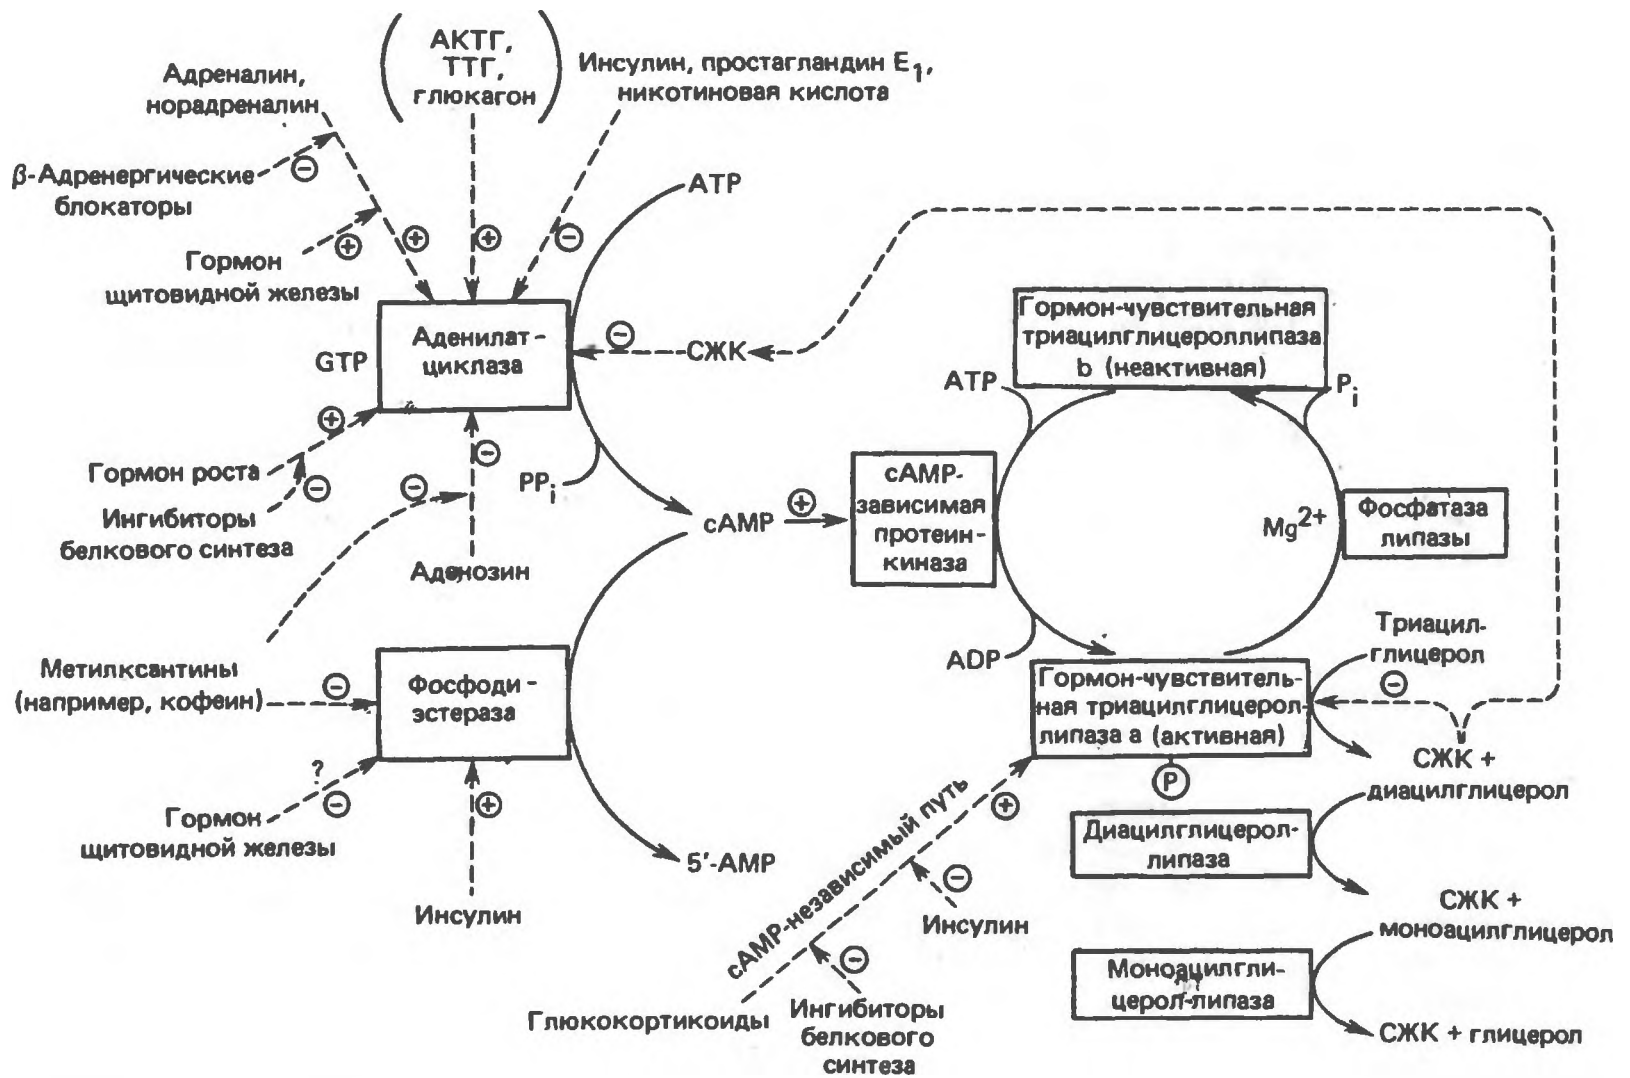 АКТГ,
ТТГ,
глюкагон
Адреналин,
норадреналин
Инсулин, простагландин E1,
никотиновая кислота
β-Адренергические
блокаторы
−
Гормон
щитовидной железы
+
+
+
−
ATP
GTP
Аденилат-
циклаза
−
СЖК
Гормон-чувствительная
триацилглицероллипаза
b (неактивная)
ATP
Pi
+
Гормон роста
−
Ингибиторы
белкового синтеза
−
−
Аденозин
PPi
cAMP
+
cAMP-
зависимая
протеин-
киназа
Mg2+
Фосфатаза
липазы
ADP
Триацил-
глицерол
−
Гормон-чувствитель-
ная триацилглицерол-
липаза a (активная)
P
СЖК +
диацилглицерол
Метилксантины
(например, кофеин)
−
Фосфоди-
эстераза
?
−
Гормон
щитовидной железы
+
Инсулин
5′-AMP
cAMP-независимый путь
+
−
Инсулин
−
Глюкокортикоиды
Ингибиторы
белкового
синтеза
Диацилглицерол-
липаза
СЖК +
моноацилглицерол
Моноацилгли-
церол-липаза
СЖК + глицерол